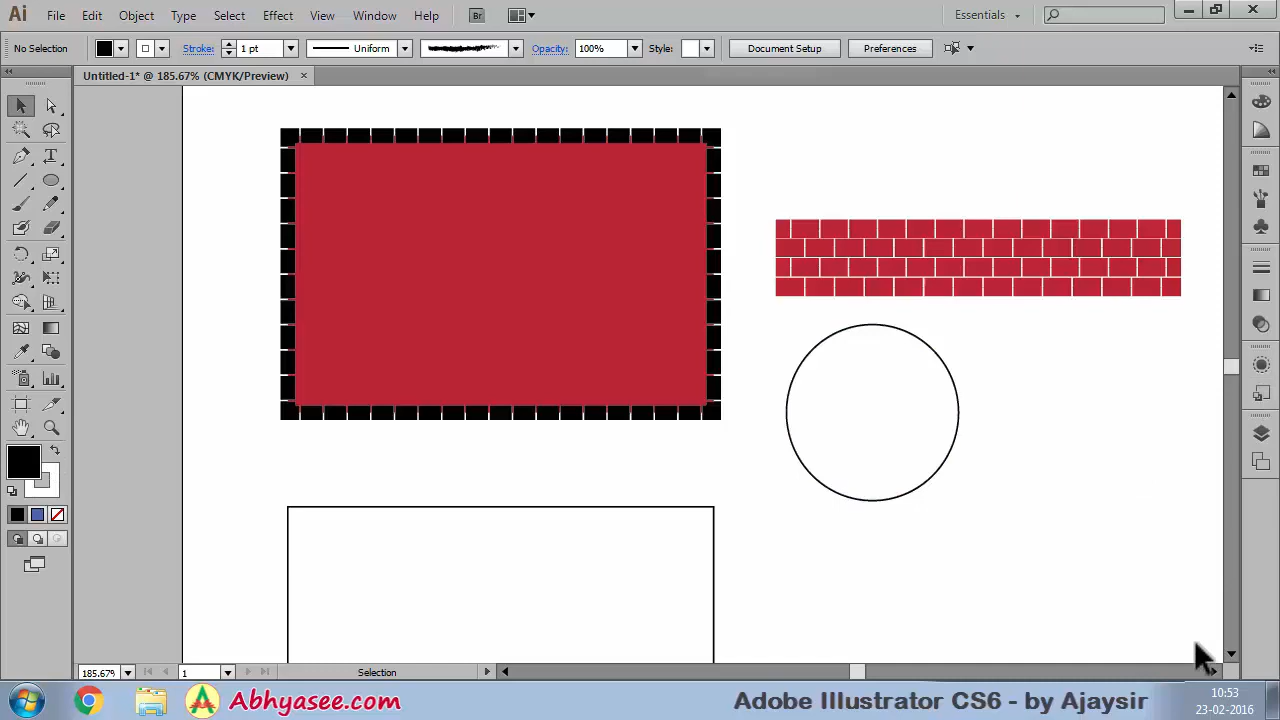 Ai File Edit Object Type Select Effect View Window Help Br Essentials
No Selection Stroke: 1 pt Uniform Opacity: 100% Style: Document Setup Preferences
Untitled-1* @ 185.67% (CMYK/Preview) ×
185.67% 1 Selection
Abhyasee.com Adobe Illustrator CS6 - by Ajaysir 10:53
23-02-2016